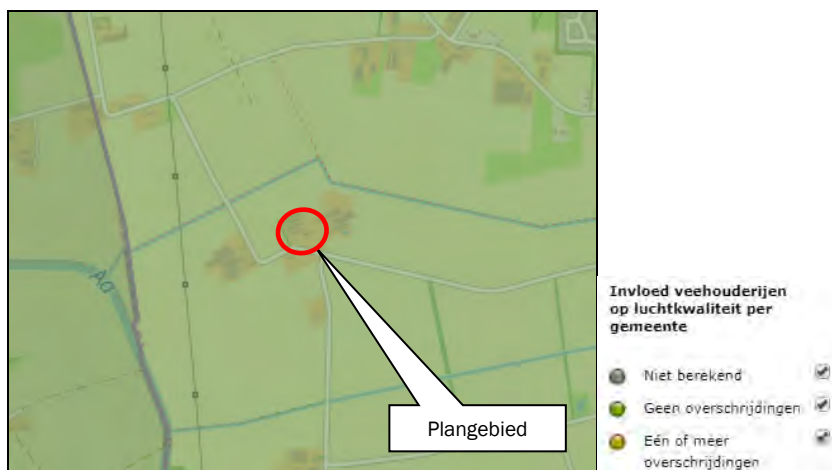 Aa
Plangebied
Invloed veehouderijen
op luchtkwaliteit per
gemeente
Niet berekend
Geen overschrijdingen
Eén of meer
overschrijdingen